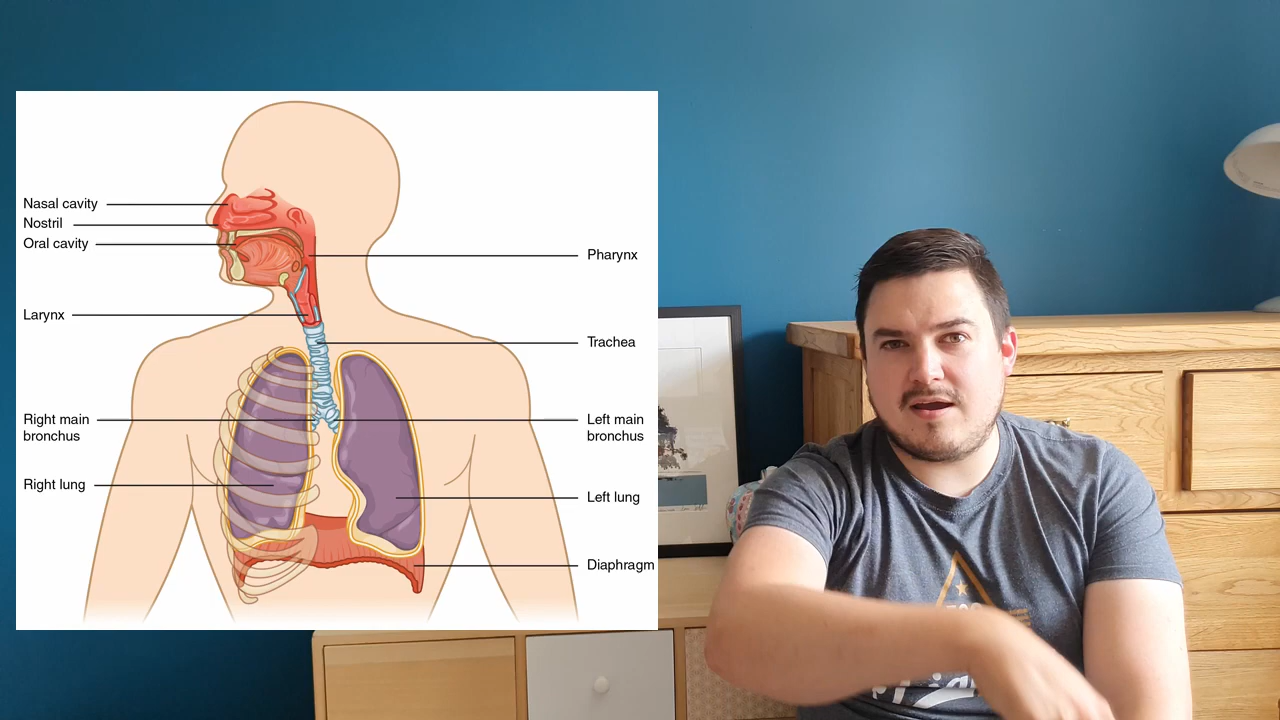 Nasal cavity
Nostril
Oral cavity
Larynx
Right main
bronchus
Right lung
Pharynx
Trachea
Left main
bronchus
Left lung
Diaphragm